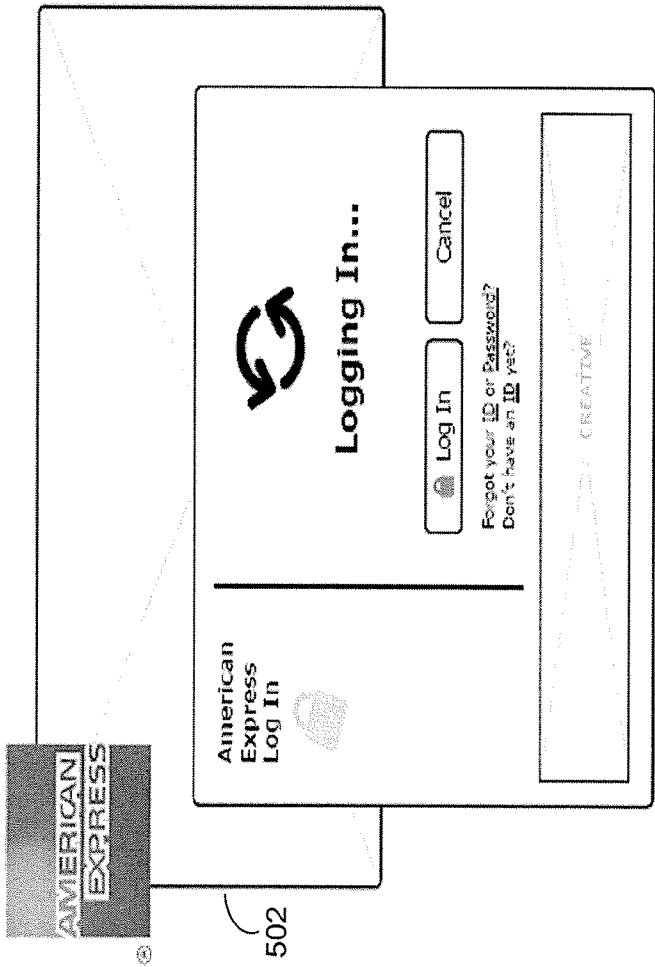 AMERICAN
EXPRESS
®
502
American
Express
Log In
Logging In...
Log In
Cancel
Forgot your ID or Password?
Don't have an ID yet?
CREATIVE